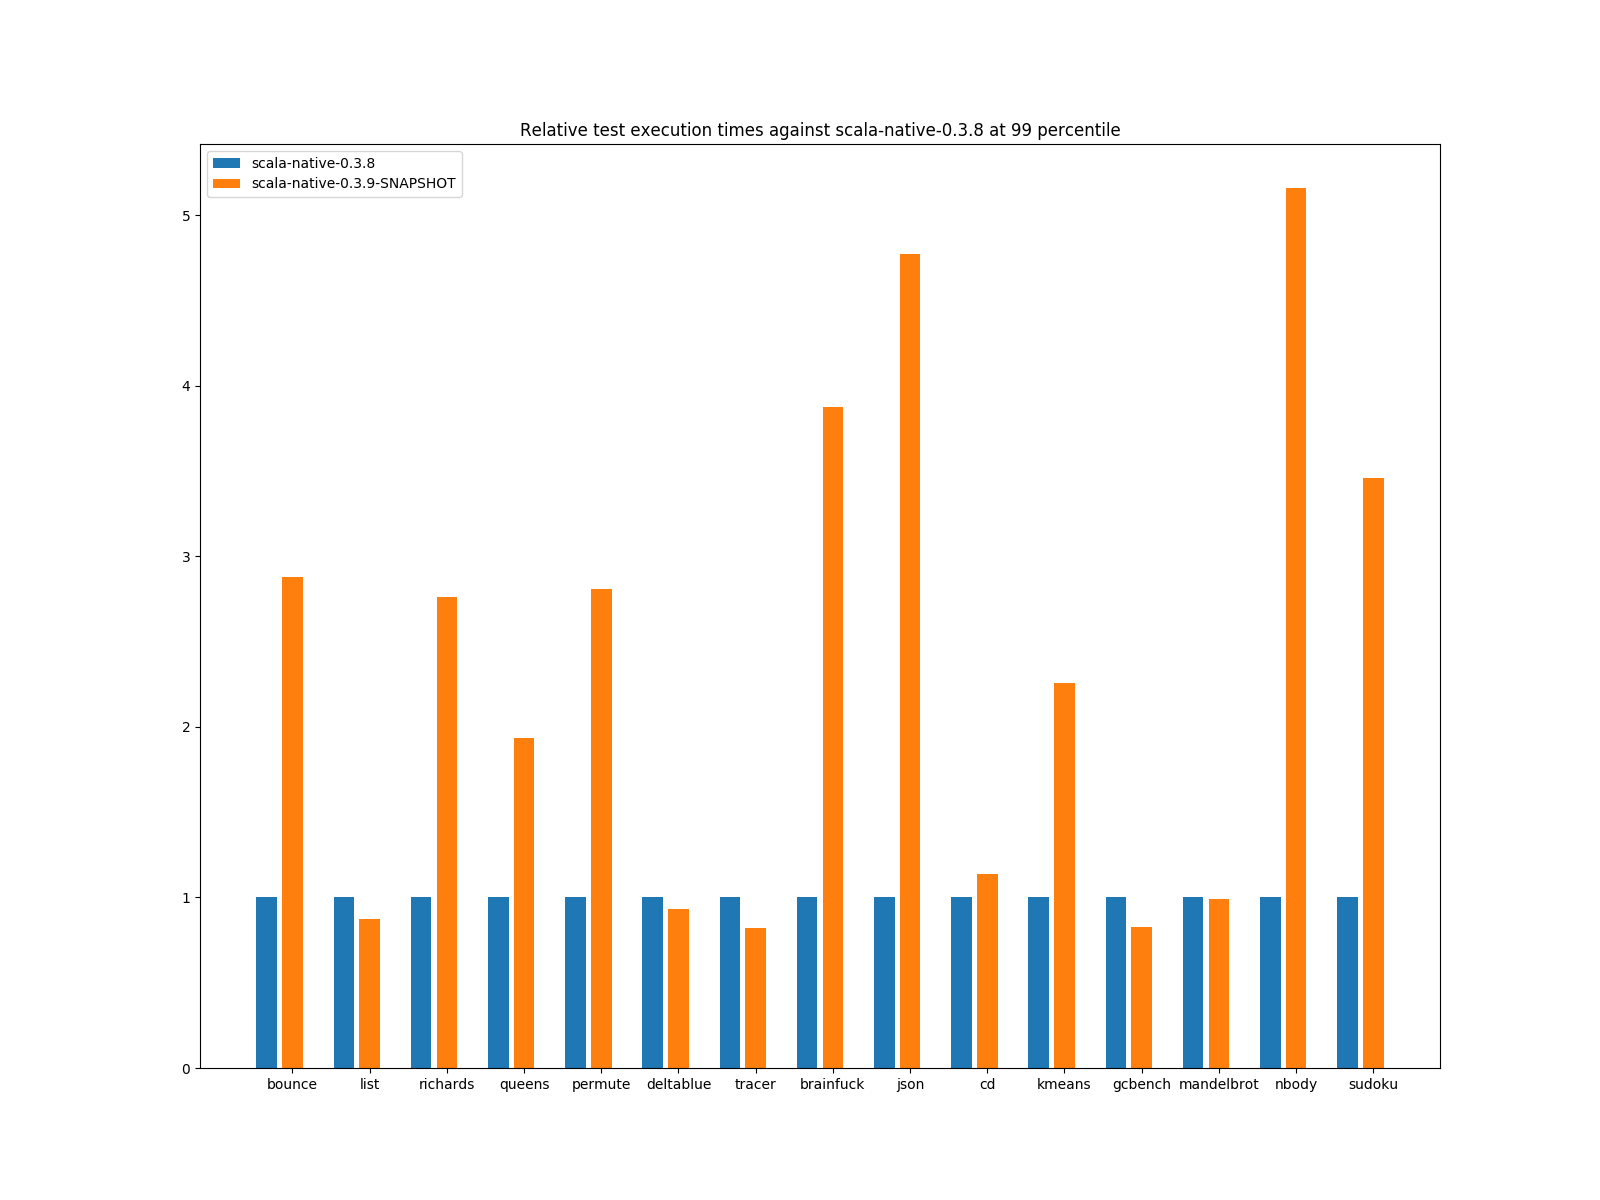 Relative test execution times against scala-native-0.3.8 at 99 percentile
scala-native-0.3.8
scala-native-0.3.9-SNAPSHOT
5
4
3
2
1
0
bounce list richards queens permute deltablue tracer brainfuck json cd kmeans gcbench mandelbrot nbody sudoku